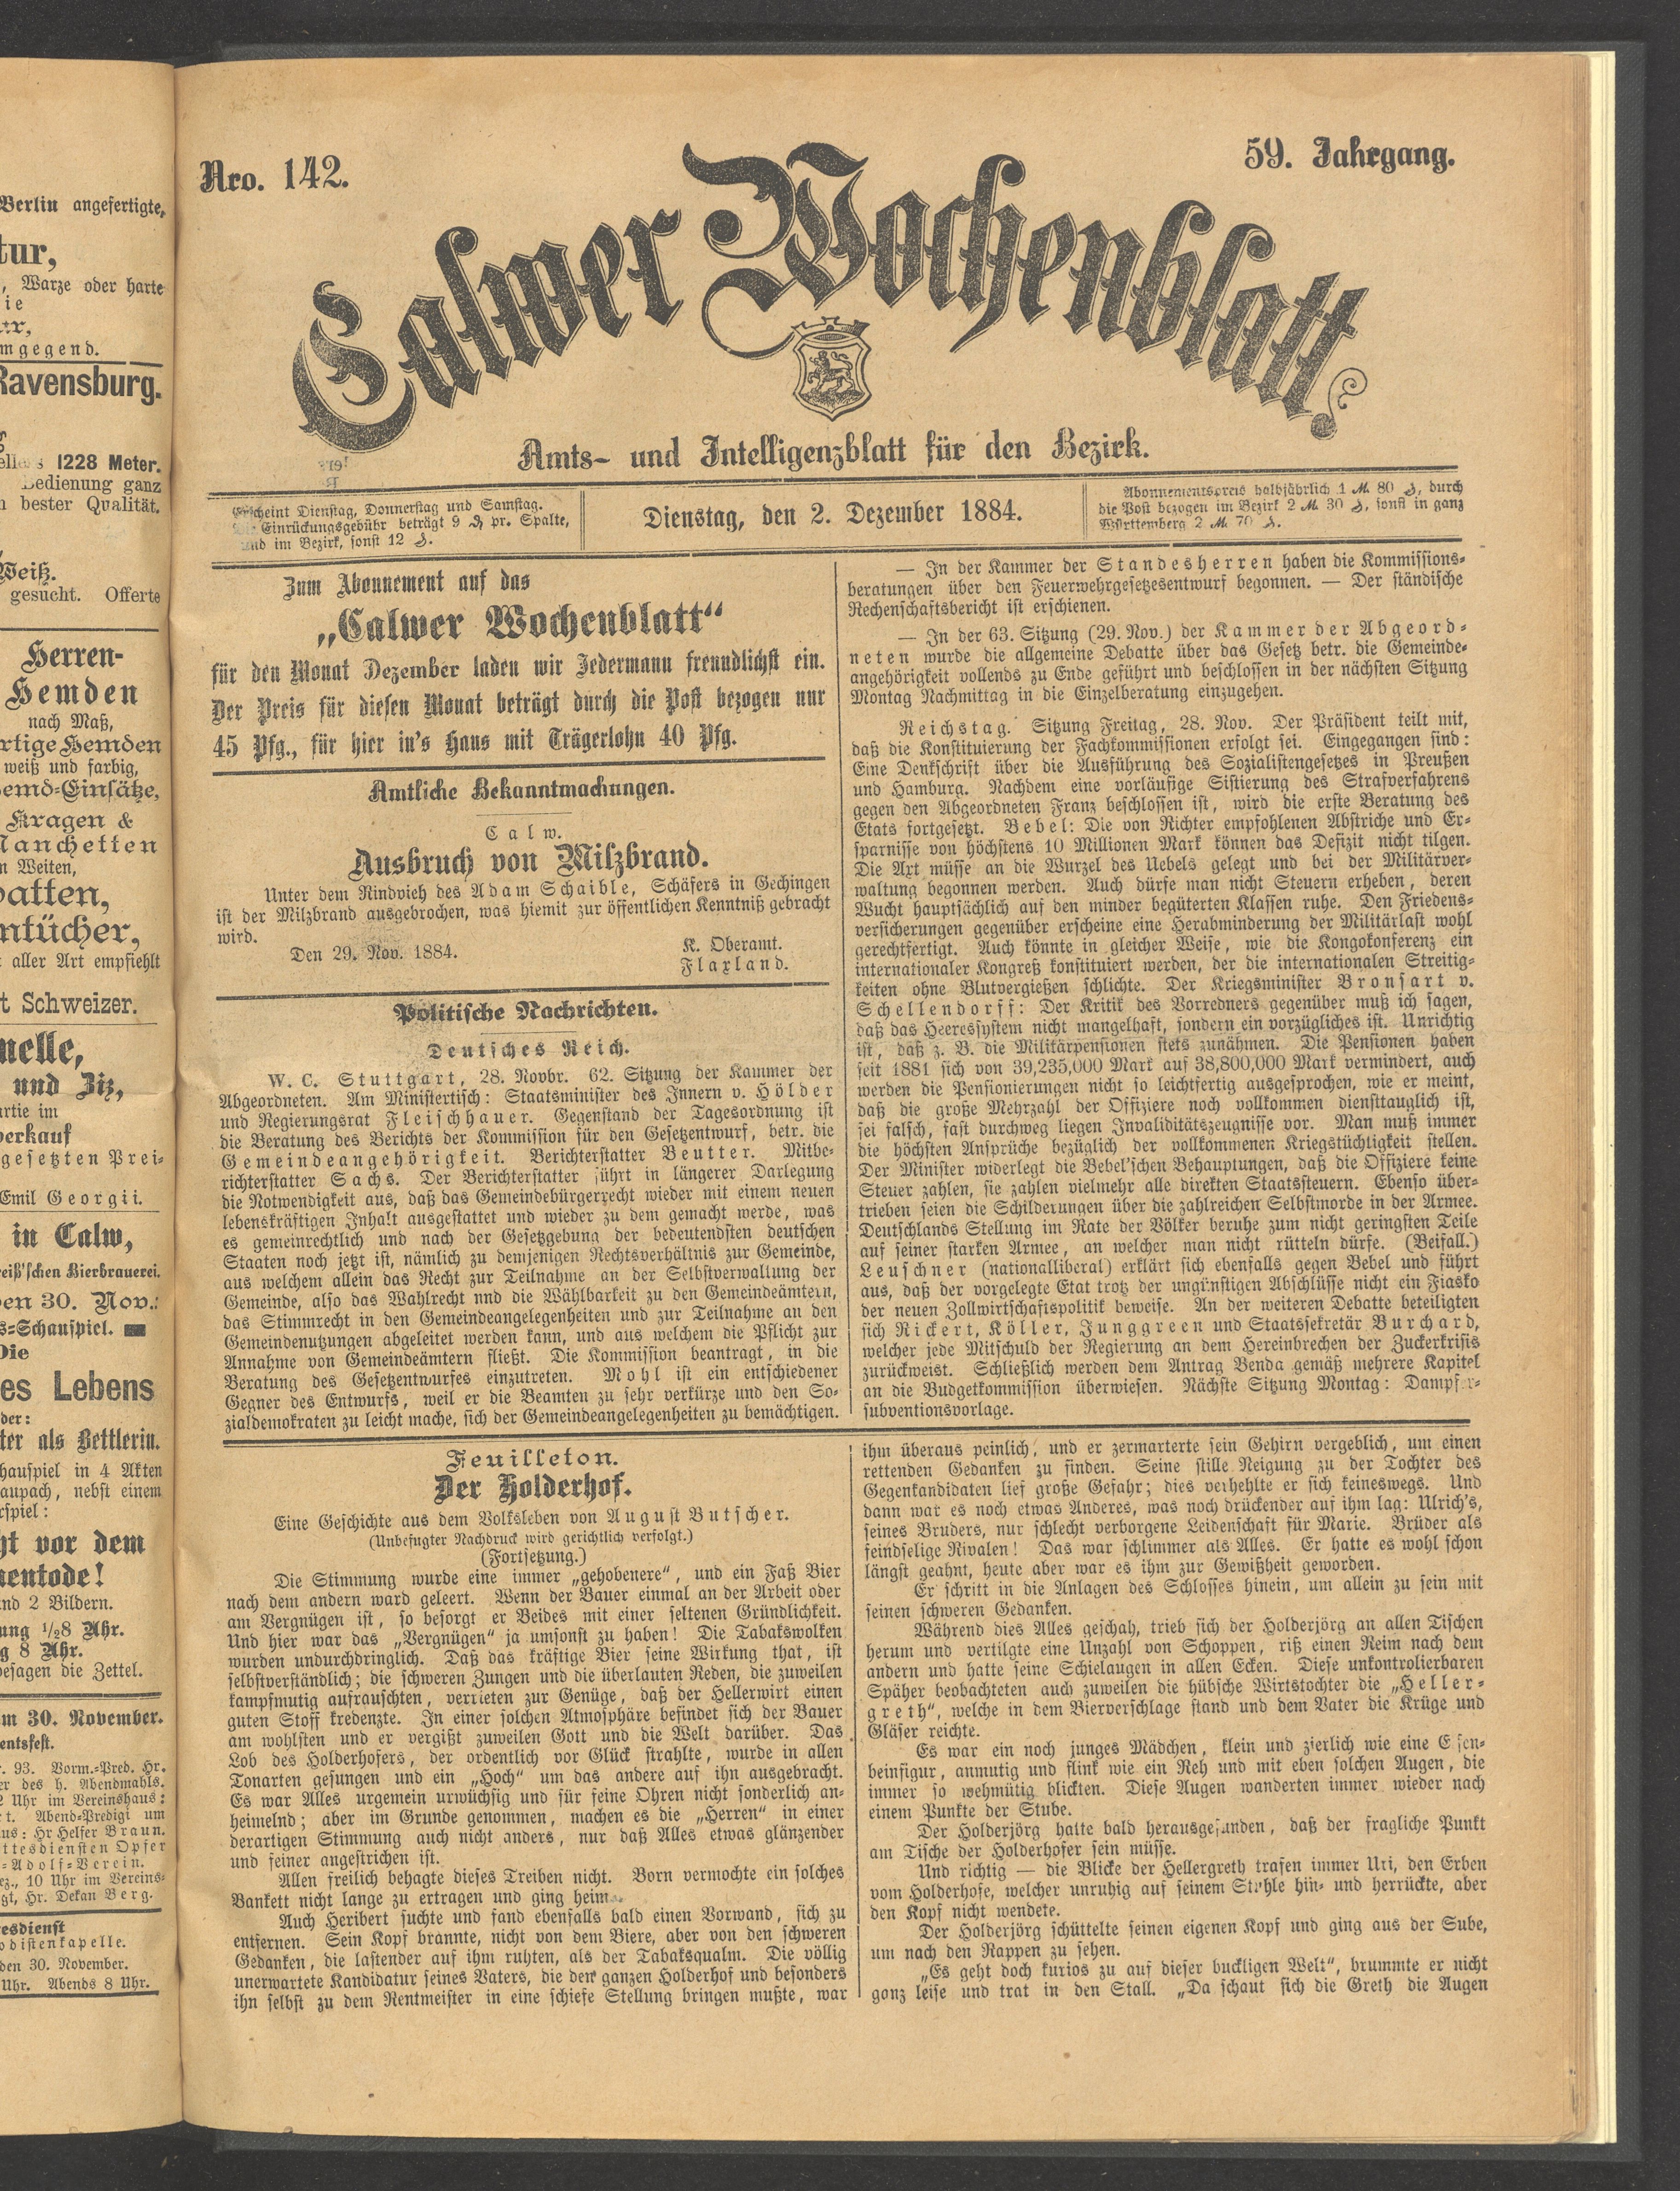 Berlin angefertigte,
tur,
, Warze oder harte
ie
ur,
mgegend.
Ravensburg.
1228 Meter.
Bedienung ganz
bester Qualität.
Weiß.
gesucht. Offerte
Herren-
Hemden
nach Maß,
rtige Hemden
weiß und farbig,
emd-Einsätze,
Kragen &
Manchetten
n Weiten,
vatten,
ntücher,
aller Art empfiehlt
t Schweizer.
nelle,
und Ziz,
artie im
verkauf
gesetzten Prei-
Emil Georgii.
in Calw,
eiß'schen Bierbrauerei.
den 30. Nov.:
s-Schauspiel.
Die
es Lebens
der:
ter als Bettlerin.
hauspiel in 4 Akten
aupach, nebst einem
rspiel:
ht vor dem
nentode!
nd 2 Bildern.
ung 1/28 Uhr.
g 8 Uhr.
besagen die Zettel.
m 30. November.
entsfest.
. 93. Vorm.-Pred. Hr.
er des h. Abendmahls.
2 Uhr im Vereinshaus:
t. Abend-Predigt um
us: Hr Helfer Braun.
ttesdiensten Opfer
-Adolf-Verein.
ez., 10 Uhr im Vereins-
gt, Hr. Dekan Berg.
esdienst
odistenkapelle.
den 30. November.
Uhr. Abends 8 Uhr.
Nro. 142.
59. Jahrgang.
Calwer Wochenblatt
Amts- und Intelligenzblatt für den Bezirk.
Erscheint Dienstag, Donnerstag und Samstag.
Die Einrückungsgebühr beträgt 9 ₰ pr. Spalte,
und im Bezirk, sonst 12 ₰.
Dienstag, den 2. Dezember 1884.
Abonnementspreis halbjährlich 1 ℳ 80 ₰, durch
die Post bezogen im Bezirk 2 ℳ 30 ₰, sonst in ganz
Württemberg 2 ℳ 70 ₰.
Zum Abonnement auf das
„Calwer Wochenblatt“
für den Monat Dezember laden wir Jedermann freundlichst ein.
Der Preis für diesen Monat beträgt durch die Post bezogen nur
45 Pfg., für hier in's Haus mit Trägerlohn 40 Pfg.
Amtliche Bekanntmachungen.
Calw.
Ausbruch von Milzbrand.
Unter dem Rindvieh des Adam Schaible, Schäfers in Gechingen
ist der Milzbrand ausgebrochen, was hiemit zur öffentlichen Kenntniß gebracht
wird.
Den 29. Nov. 1884.
K. Oberamt.
Flaxland.
Politische Nachrichten.
Deutsches Reich.
W. C. Stuttgart, 28. Novbr. 62. Sitzung der Kammer der
Abgeordneten. Am Ministertisch: Staatsminister des Innern v. Hölder
und Regierungsrat Fleischhauer. Gegenstand der Tagesordnung ist
die Beratung des Berichts der Kommission für den Gesetzentwurf, betr. die
Gemeindeangehörigkeit. Berichterstatter Beutter. Mitbe-
richterstatter Sachs. Der Berichterstatter führt in längerer Darlegung
die Notwendigkeit aus, daß das Gemeindebürgerrecht wieder mit einem neuen
lebenskräftigen Inhalt ausgestattet und wieder zu dem gemacht werde, was
es gemeinrechtlich und nach der Gesetzgebung der bedeutendsten deutschen
Staaten noch jetzt ist, nämlich zu demjenigen Rechtsverhältnis zur Gemeinde,
aus welchem allein das Recht zur Teilnahme an der Selbstverwaltung der
Gemeinde, also das Wahlrecht nnd die Wählbarkeit zu den Gemeindeämtern,
das Stimmrecht in den Gemeindeangelegenheiten und zur Teilnahme an den
Gemeindenutzungen abgeleitet werden kann, und aus welchem die Pflicht zur
Annahme von Gemeindeämtern fließt. Die Kommission beantragt, in die
Beratung des Gesetzentwurfes einzutreten. Mohl ist ein entschiedener
Gegner des Entwurfs, weil er die Beamten zu sehr verkürze und den So-
zialdemokraten zu leicht mache, sich der Gemeindeangelegenheiten zu bemächtigen.
— In der Kammer der Standesherren haben die Kommissions-
beratungen über den Feuerwehrgesetzesentwurf begonnen. — Der ständische
Rechenschaftsbericht ist erschienen.
— In der 63. Sitzung (29. Nov.) der Kammer der Abgeord-
neten wurde die allgemeine Debatte über das Gesetz betr. die Gemeinde-
angehörigkeit vollends zu Ende geführt und beschlossen in der nächsten Sitzung
Montag Nachmittag in die Einzelberatung einzugehen.
Reichstag. Sitzung Freitag, 28. Nov. Der Präsident teilt mit,
daß die Konstituierung der Fachkommissionen erfolgt sei. Eingegangen sind:
Eine Denkschrift über die Ausführung des Sozialistengesetzes in Preußen
und Hamburg. Nachdem eine vorläufige Sistierung des Strafverfahrens
gegen den Abgeordneten Franz beschlossen ist, wird die erste Beratung des
Etats fortgesetzt. Bebel: Die von Richter empfohlenen Abstriche und Er-
sparnisse von höchstens 10 Millionen Mark können das Defizit nicht tilgen.
Die Axt müsse an die Wurzel des Uebels gelegt und bei der Militärver-
waltung begonnen werden. Auch dürfe man nicht Steuern erheben, deren
Wucht hauptsächlich auf den minder begüterten Klassen ruhe. Den Friedens-
versicherungen gegenüber erscheine eine Herabminderung der Militärlast wohl
gerechtfertigt. Auch könnte in gleicher Weise, wie die Kongokonferenz ein
internationaler Kongreß konstituiert werden, der die internationalen Streitig-
keiten ohne Blutvergießen schlichte. Der Kriegsminister Bronsart v.
Schellendorff: Der Kritik des Vorredners gegenüber muß ich sagen,
daß das Heeressystem nicht mangelhaft, sondern ein vorzügliches ist. Unrichtig
ist, daß z. B. die Militärpensionen stets zunähmen. Die Pensionen haben
seit 1881 sich von 39,235,000 Mark auf 38,800,000 Mark vermindert, auch
werden die Pensionierungen nicht so leichtfertig ausgesprochen, wie er meint,
daß die große Mehrzahl der Offiziere noch vollkommen diensttauglich ist,
sei falsch, fast durchweg liegen Invaliditätszeugnisse vor. Man muß immer
die höchsten Ansprüche bezüglich der vollkommenen Kriegstüchtigkeit stellen.
Der Minister widerlegt die Bebel'schen Behauptungen, daß die Offiziere keine
Steuer zahlen, sie zahlen vielmehr alle direkten Staatssteuern. Ebenso über-
trieben seien die Schilderungen über die zahlreichen Selbstmorde in der Armee.
Deutschlands Stellung im Rate der Völker beruhe zum nicht geringsten Teile
auf seiner starken Armee, an welcher man nicht rütteln dürfe. (Beifall.)
Leuschner (nationalliberal) erklärt sich ebenfalls gegen Bebel und führt
aus, daß der vorgelegte Etat trotz der ungünstigen Abschlüsse nicht ein Fiasko
der neuen Zollwirtschaftspolitik beweise. An der weiteren Debatte beteiligten
sich Rickert, Köller, Junggreen und Staatssekretär Burchard,
welcher jede Mitschuld der Regierung an dem Hereinbrechen der Zuckerkrisis
zurückweist. Schließlich werden dem Antrag Benda gemäß mehrere Kapitel
an die Budgetkommission überwiesen. Nächste Sitzung Montag: Dampfer-
subventionsvorlage.
Feuilleton.
Der Holderhof.
Eine Geschichte aus dem Volksleben von August Butscher.
(Unbefugter Nachdruck wird gerichtlich verfolgt.)
(Fortsetzung.)
Die Stimmung wurde eine immer „gehobenere“, und ein Faß Bier
nach dem andern ward geleert. Wenn der Bauer einmal an der Arbeit oder
am Vergnügen ist, so besorgt er Beides mit einer seltenen Gründlichkeit.
Und hier war das „Vergnügen“ ja umsonst zu haben! Die Tabakswolken
wurden undurchdringlich. Daß das kräftige Bier seine Wirkung that, ist
selbstverständlich; die schweren Zungen und die überlauten Reden, die zuweilen
kampfmutig aufrauschten, verrieten zur Genüge, daß der Hellerwirt einen
guten Stoff kredenzte. In einer solchen Atmosphäre befindet sich der Bauer
am wohlsten und er vergißt zuweilen Gott und die Welt darüber. Das
Lob des Holderhofers, der ordentlich vor Glück strahlte, wurde in allen
Tonarten gesungen und ein „Hoch“ um das andere auf ihn ausgebracht.
Es war Alles urgemein urwüchsig und für feine Ohren nicht sonderlich an-
heimelnd; aber im Grunde genommen, machen es die „Herren“ in einer
derartigen Stimmung auch nicht anders, nur daß Alles etwas glänzender
und feiner angestrichen ist.
Allen freilich behagte dieses Treiben nicht. Born vermochte ein solches
Bankett nicht lange zu ertragen und ging heim.
Auch Heribert suchte und fand ebenfalls bald einen Vorwand, sich zu
entfernen. Sein Kopf brannte, nicht von dem Biere, aber von den schweren
Gedanken, die lastender auf ihm ruhten, als der Tabaksqualm. Die völlig
unerwartete Kandidatur seines Vaters, die den ganzen Holderhof und besonders
ihn selbst zu dem Rentmeister in eine schiefe Stellung bringen mußte, war
ihm überaus peinlich, und er zermarterte sein Gehirn vergeblich, um einen
rettenden Gedanken zu finden. Seine stille Neigung zu der Tochter des
Gegenkandidaten lief große Gefahr; dies verhehlte er sich keineswegs. Und
dann war es noch etwas Anderes, was noch drückender auf ihm lag: Ulrich's,
seines Bruders, nur schlecht verborgene Leidenschaft für Marie. Brüder als
feindselige Rivalen! Das war schlimmer als Alles. Er hatte es wohl schon
längst geahnt, heute aber war es ihm zur Gewißheit geworden.
Er schritt in die Anlagen des Schlosses hinein, um allein zu sein mit
seinen schweren Gedanken.
Während dies Alles geschah, trieb sich der Holderjörg an allen Tischen
herum und vertilgte eine Unzahl von Schoppen, riß einen Reim nach dem
andern und hatte seine Schielaugen in allen Ecken. Diese unkontrolierbaren
Späher beobachteten auch zuweilen die hübsche Wirtstochter die „Heller-
greth“, welche in dem Bierverschlage stand und dem Vater die Krüge und
Gläser reichte.
Es war ein noch junges Mädchen, klein und zierlich wie eine Elfen-
beinfigur, anmutig und flink wie ein Reh und mit eben solchen Augen, die
immer so wehmütig blickten. Diese Augen wanderten immer wieder nach
einem Punkte der Stube.
Der Holderjörg hatte bald herausgefunden, daß der fragliche Punkt
am Tische der Holderhofer sein müsse.
Und richtig — die Blicke der Hellergreth trafen immer Uri, den Erben
vom Holderhofe, welcher unruhig auf seinem Stuhle hin- und herrückte, aber
den Kopf nicht wendete.
Der Holderjörg schüttelte seinen eigenen Kopf und ging aus der Sube,
um nach den Rappen zu sehen.
„Es geht doch kurios zu auf dieser buckligen Welt“, brummte er nicht
ganz leise und trat in den Stall. „Da schaut sich die Greth die Augen